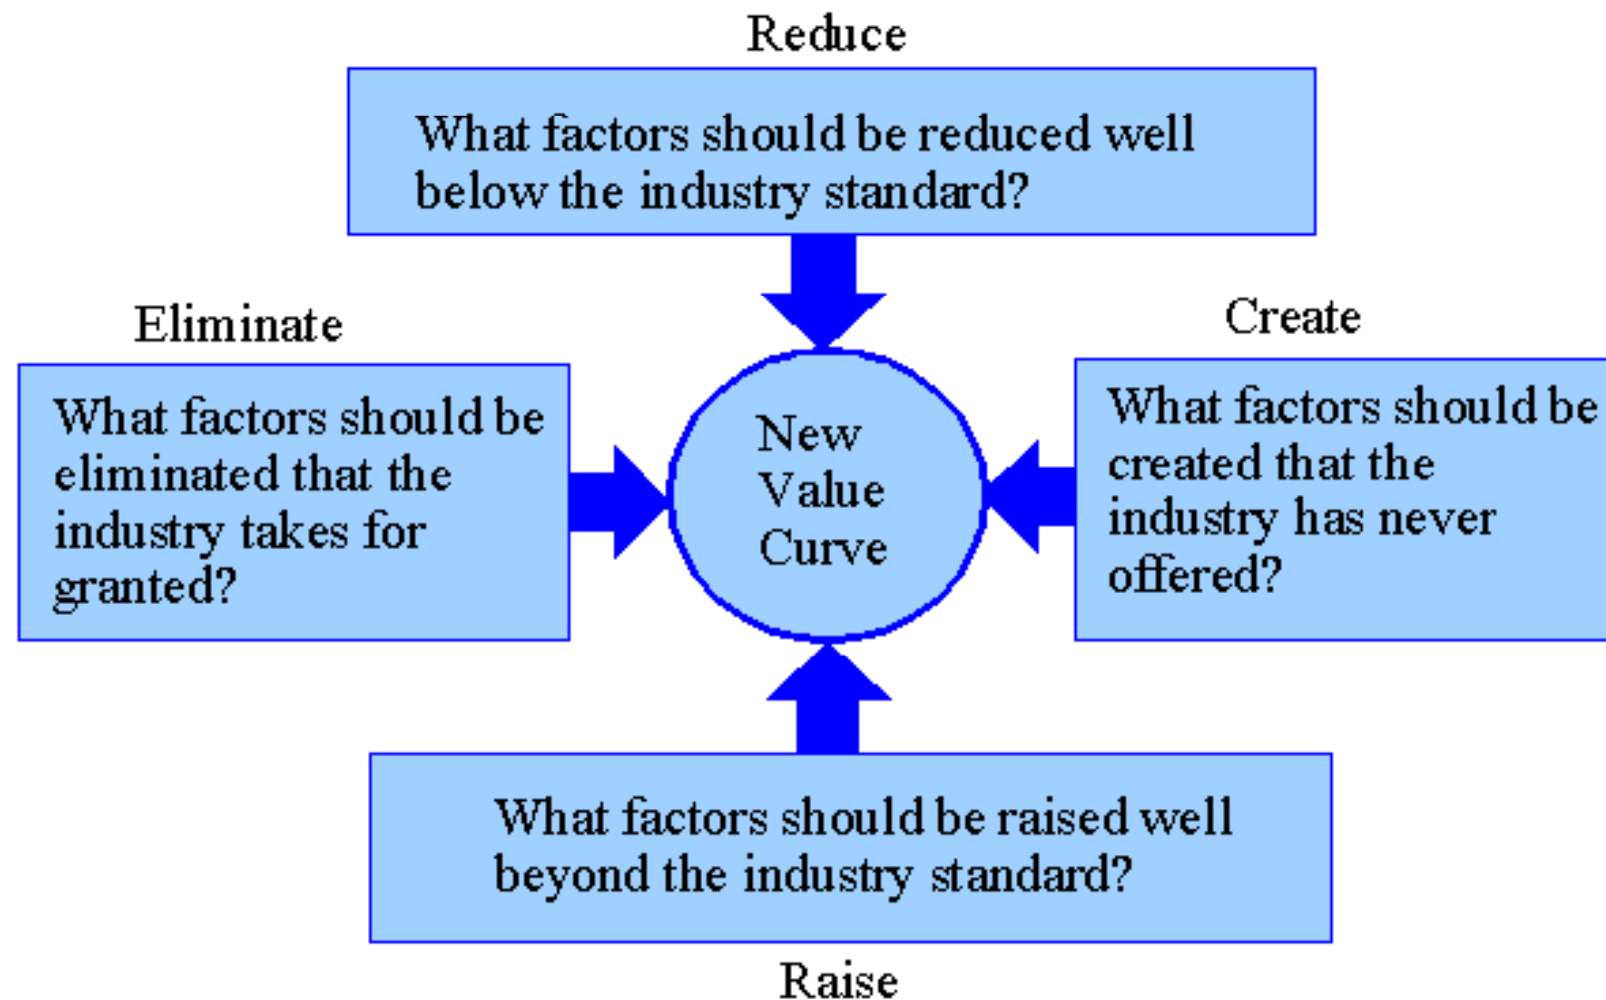 Reduce
What factors should be reduced well
below the industry standard?
Eliminate
What factors should be
eliminated that the
industry takes for
granted?
New
Value
Curve
Create
What factors should be
created that the
industry has never
offered?
What factors should be raised well
beyond the industry standard?
Raise